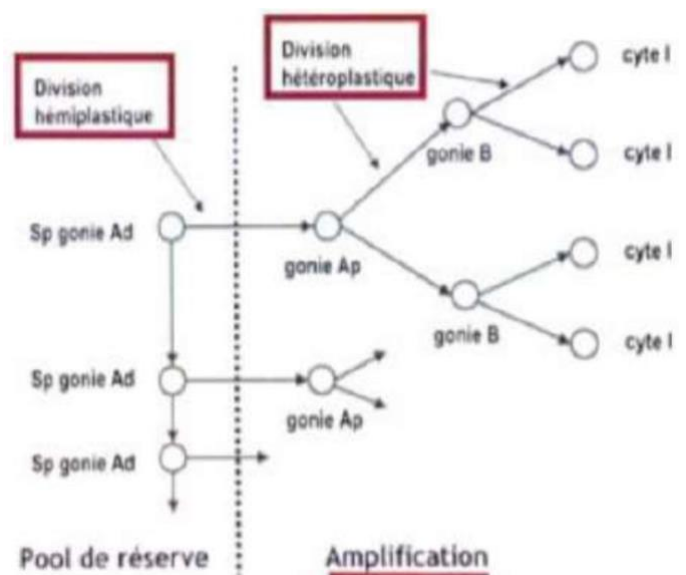 Division
hémiplastique
Division
hétéroplastique
cyte I
gonie B
cyte I
Sp gonie Ad
gonie Ap
cyte I
gonie B
cyte I
Sp gonie Ad
gonie Ap
Sp gonie Ad
Pool de réserve
Amplification